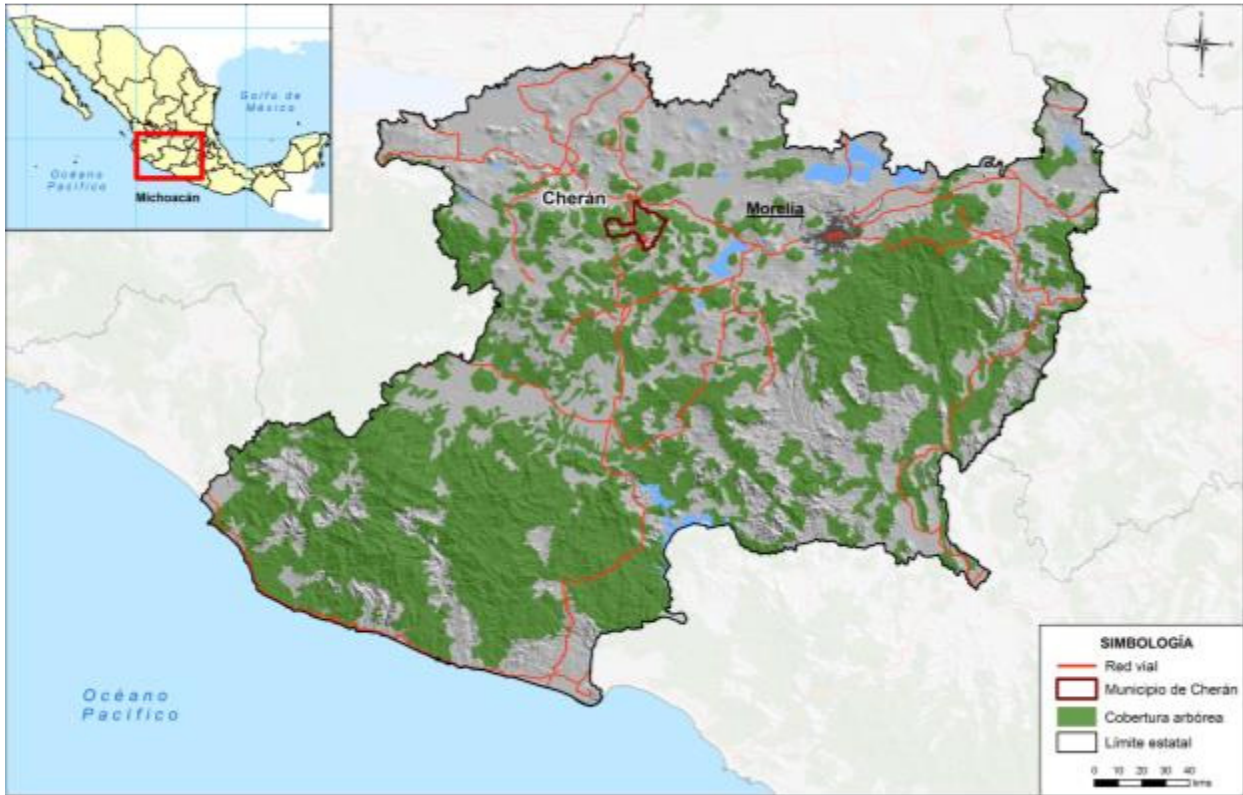 Golfo de
México
Océano
Pacífico
Michoacán
Cherán
Morelia
Océano
Pacífico
SIMBOLOGÍA
Red vial
Municipio de Cherán
Cobertura arbórea
Límite estatal
0 10 20 30 40
kms